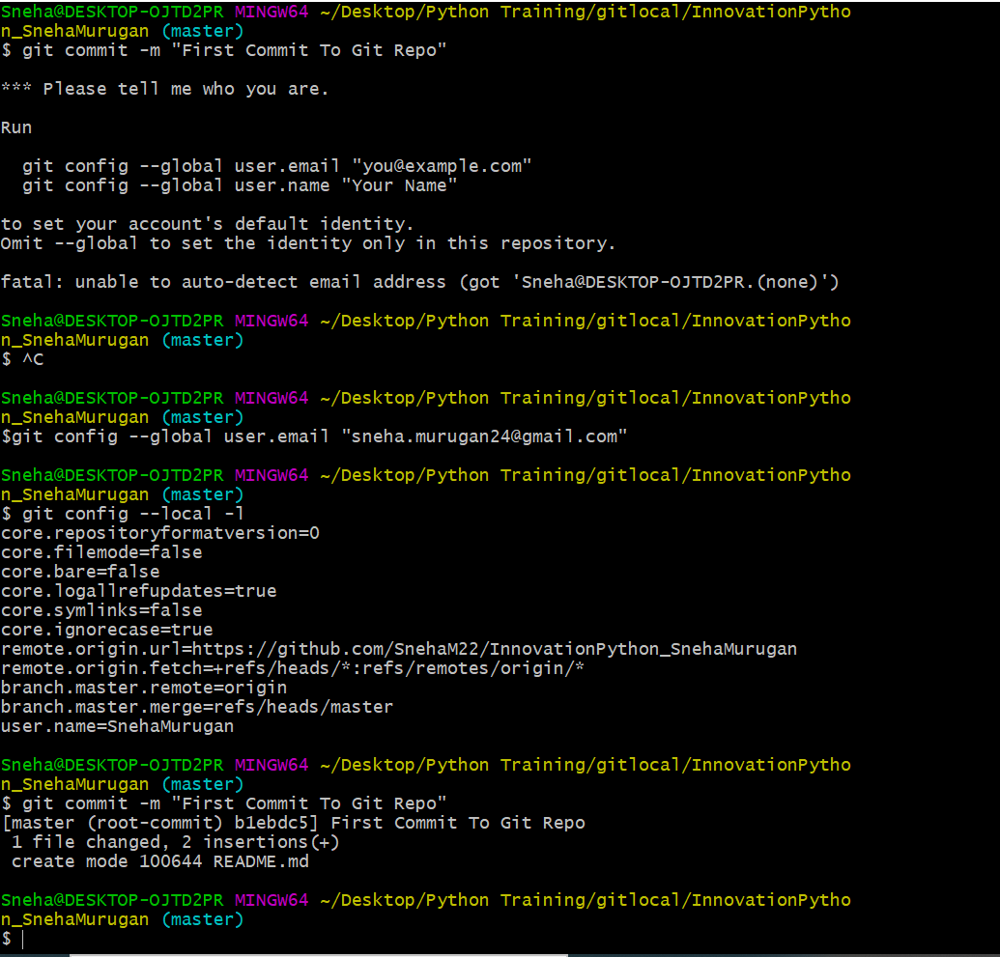 Sneha@DESKTOP-OJTD2PR MINGW64 ~/Desktop/Python Training/gitlocal/InnovationPytho
n_SnehaMurugan (master)
$ git commit -m "First Commit To Git Repo"

*** Please tell me who you are.

Run

  git config --global user.email "you@example.com"
  git config --global user.name "Your Name"

to set your account's default identity.
Omit --global to set the identity only in this repository.

fatal: unable to auto-detect email address (got 'Sneha@DESKTOP-OJTD2PR.(none)')

Sneha@DESKTOP-OJTD2PR MINGW64 ~/Desktop/Python Training/gitlocal/InnovationPytho
n_SnehaMurugan (master)
$ ^C

Sneha@DESKTOP-OJTD2PR MINGW64 ~/Desktop/Python Training/gitlocal/InnovationPytho
n_SnehaMurugan (master)
$git config --global user.email "sneha.murugan24@gmail.com"

Sneha@DESKTOP-OJTD2PR MINGW64 ~/Desktop/Python Training/gitlocal/InnovationPytho
n_SnehaMurugan (master)
$ git config --local -l
core.repositoryformatversion=0
core.filemode=false
core.bare=false
core.logallrefupdates=true
core.symlinks=false
core.ignorecase=true
remote.origin.url=https://github.com/SnehaM22/InnovationPython_SnehaMurugan
remote.origin.fetch=+refs/heads/*:refs/remotes/origin/*
branch.master.remote=origin
branch.master.merge=refs/heads/master
user.name=SnehaMurugan

Sneha@DESKTOP-OJTD2PR MINGW64 ~/Desktop/Python Training/gitlocal/InnovationPytho
n_SnehaMurugan (master)
$ git commit -m "First Commit To Git Repo"
[master (root-commit) b1ebdc5] First Commit To Git Repo
 1 file changed, 2 insertions(+)
 create mode 100644 README.md

Sneha@DESKTOP-OJTD2PR MINGW64 ~/Desktop/Python Training/gitlocal/InnovationPytho
n_SnehaMurugan (master)
$